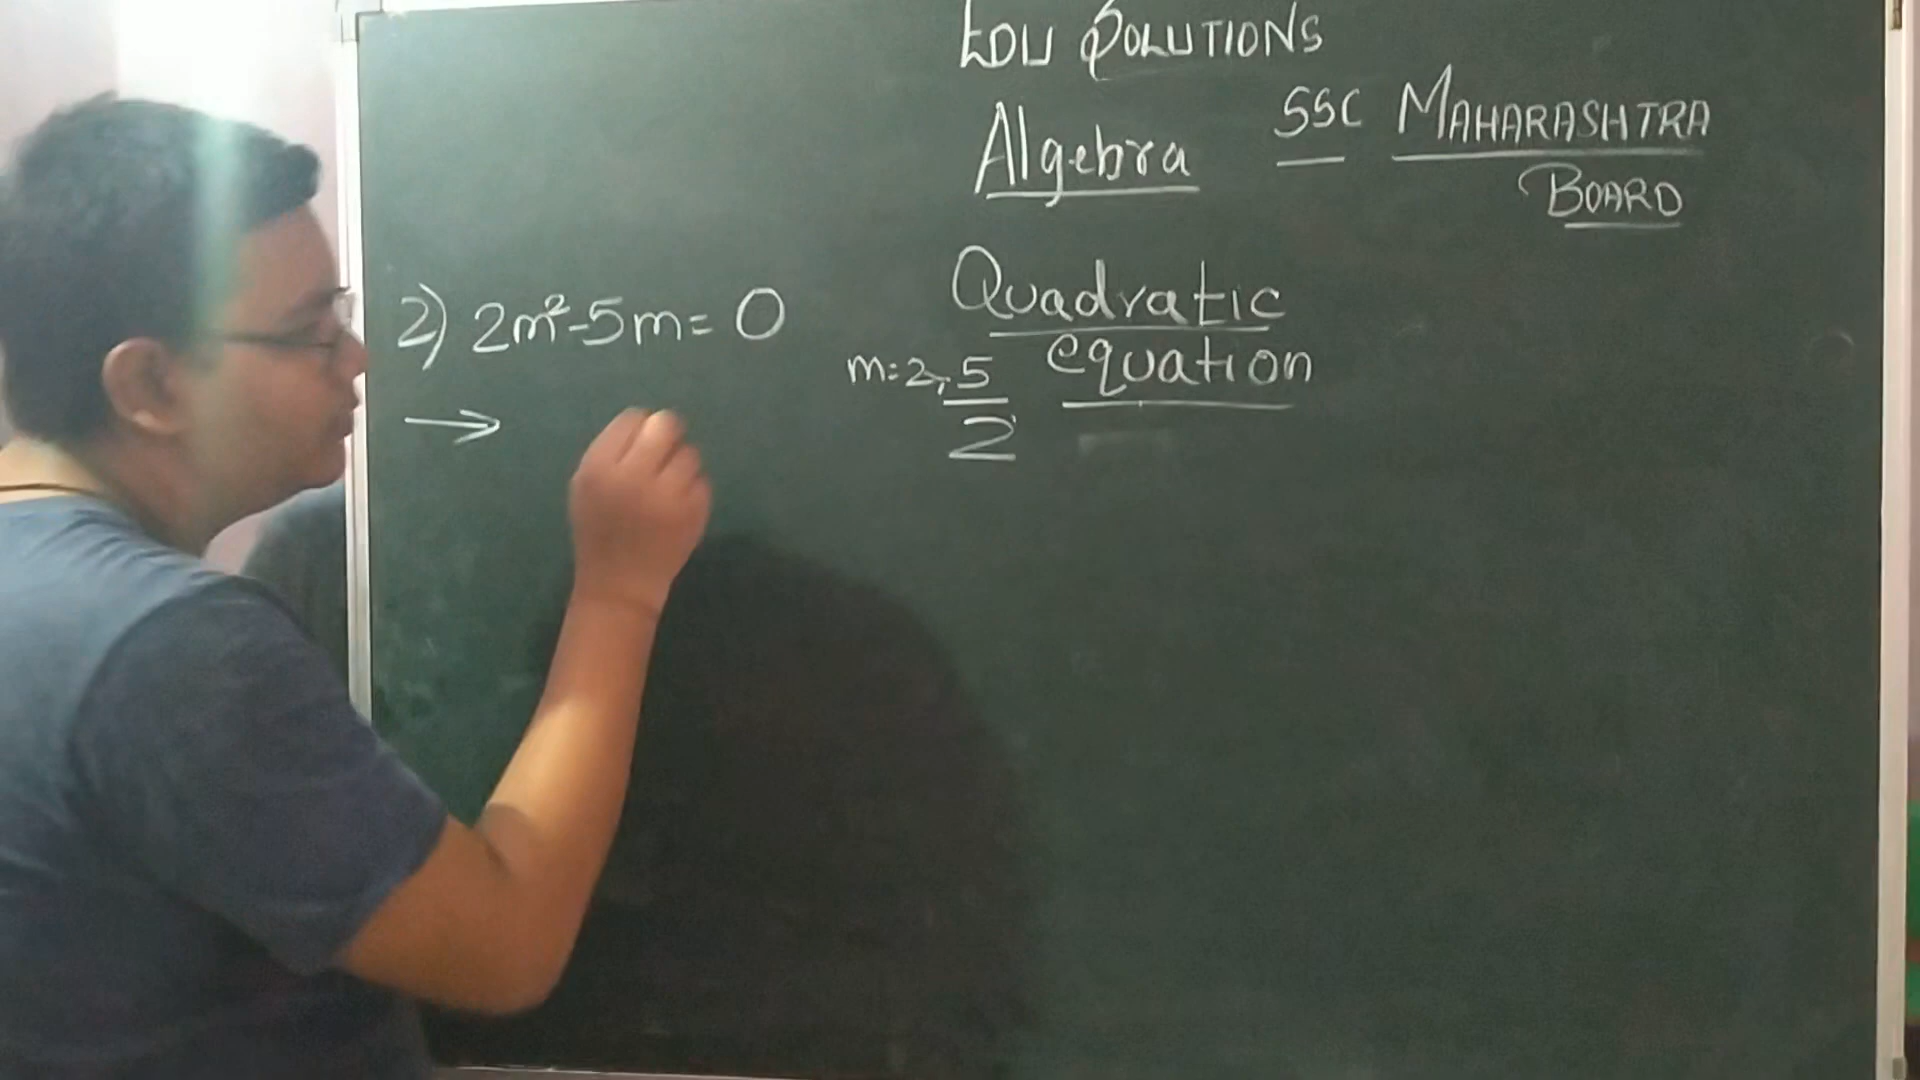 EDU SOLUTIONS
Algebra SSC MAHARASHTRA
BOARD
Quadratic
equation
2) 2m²-5m= 0
m=2, 5/2
→